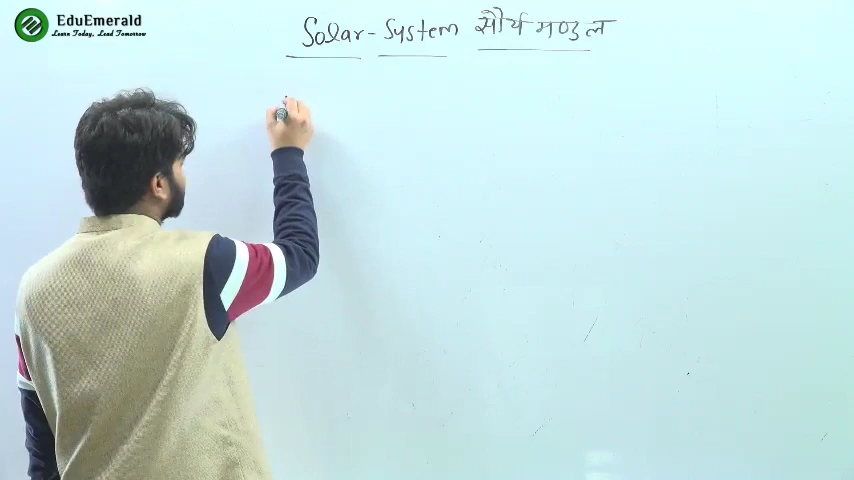 EduEmerald
Learn Today, Lead Tomorrow
Solar-System सौर्य मण्डल